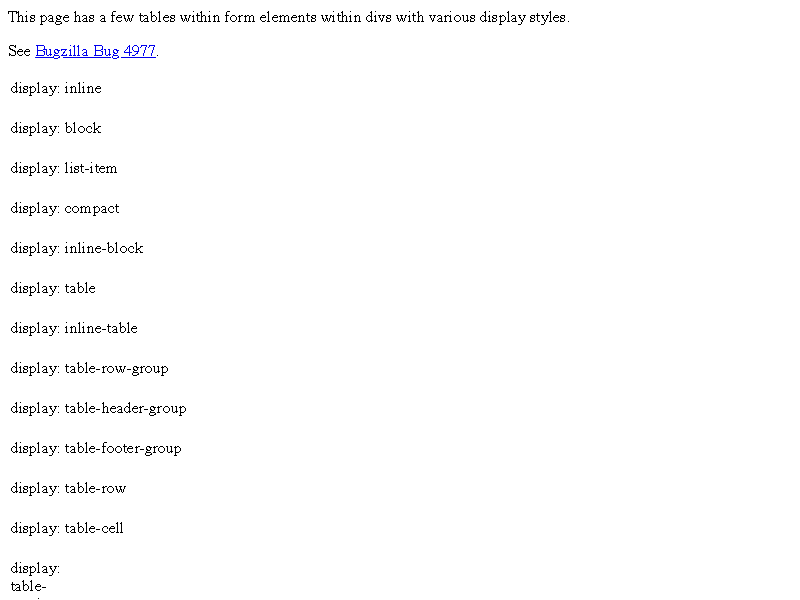 This page has a few tables within form elements within divs with various display styles.
See Bugzilla Bug 4977.
display: inline
display: block
display: list-item
display: compact
display: inline-block
display: table
display: inline-table
display: table-row-group
display: table-header-group
display: table-footer-group
display: table-row
display: table-cell
display:
table-